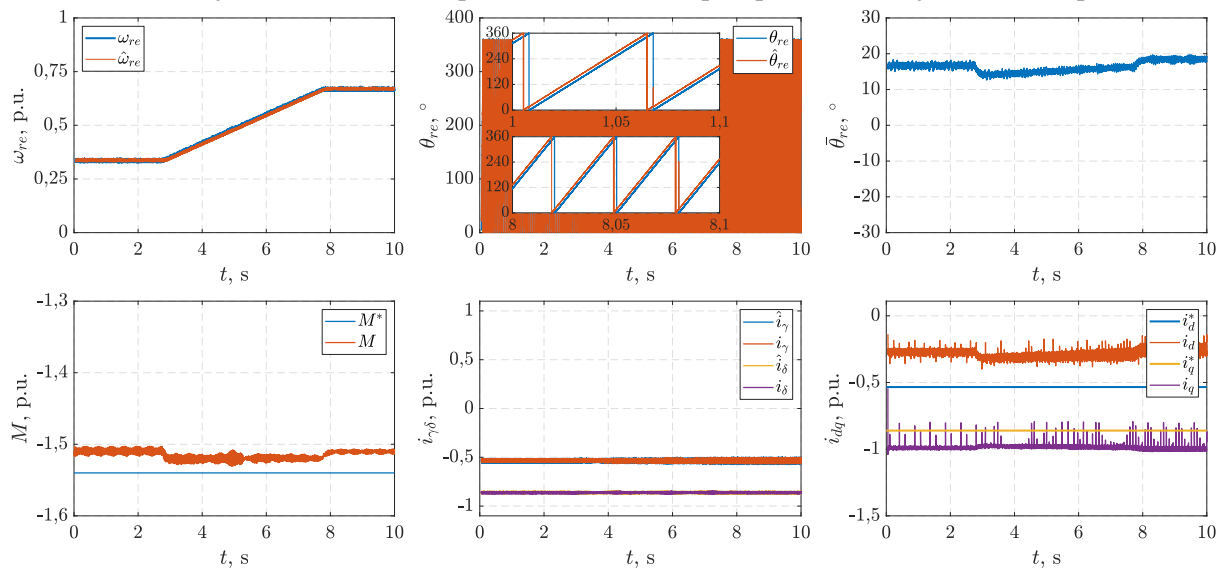 1
0,75
0,5
0,25
0
0 2 4 6 8 10
ω_re, p.u.
t, s
ω_re
ω̂_re
400
300
200
100
0
0 2 4 6 8 10
θ_re, °
t, s
θ_re
θ̂_re
360
240
120
0
1 1,05 1,1
360
240
120
0
8 8,05 8,1
30
20
10
0
-10
-20
-30
0 2 4 6 8 10
θ̄_re, °
t, s
-1,3
-1,4
-1,5
-1,6
0 2 4 6 8 10
M, p.u.
t, s
M*
M
1
0,5
0
-0,5
-1
0 2 4 6 8 10
i_γδ, p.u.
t, s
î_γ
i_γ
î_δ
i_δ
0
-0,5
-1
-1,5
0 2 4 6 8 10
i_dq, p.u.
t, s
i_d*
i_d
i_q*
i_q